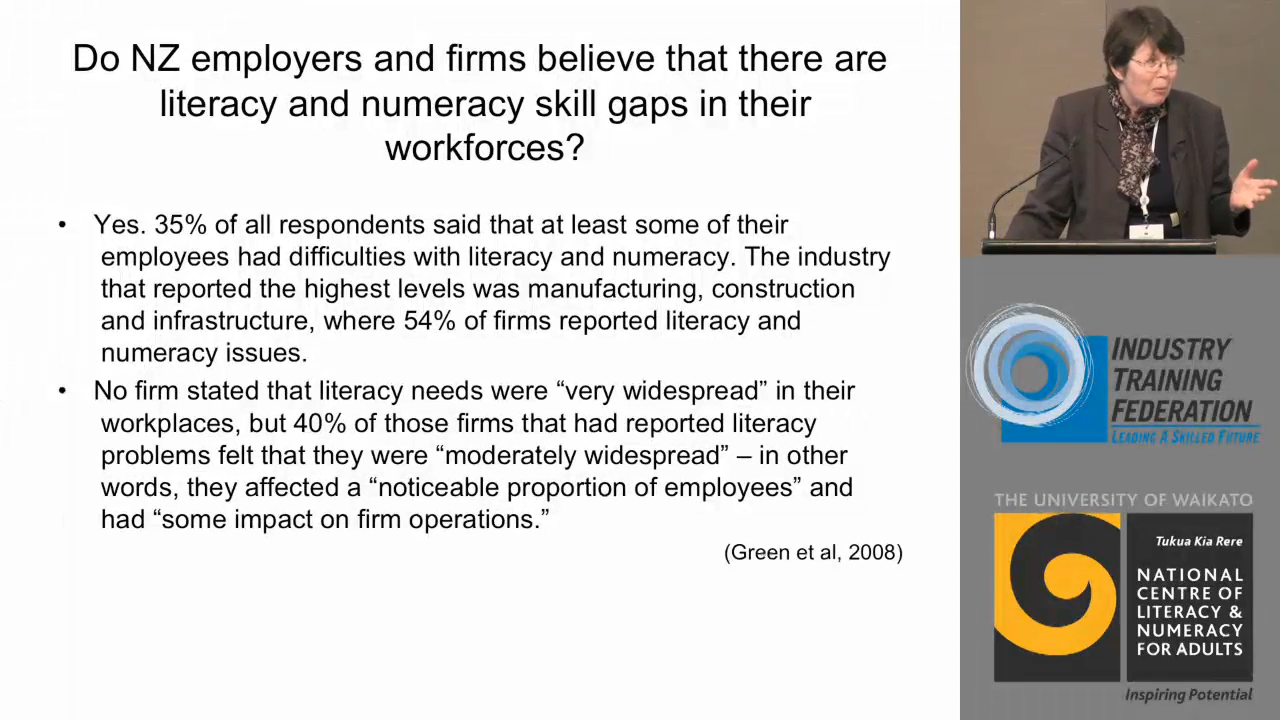 Do NZ employers and firms believe that there are
literacy and numeracy skill gaps in their
workforces?
• Yes. 35% of all respondents said that at least some of their
employees had difficulties with literacy and numeracy. The industry
that reported the highest levels was manufacturing, construction
and infrastructure, where 54% of firms reported literacy and
numeracy issues.
• No firm stated that literacy needs were “very widespread” in their
workplaces, but 40% of those firms that had reported literacy
problems felt that they were “moderately widespread” – in other
words, they affected a “noticeable proportion of employees” and
had “some impact on firm operations.”
(Green et al, 2008)
INDUSTRY
TRAINING
FEDERATION
LEADING A SKILLED FUTURE
THE UNIVERSITY OF WAIKATO
Tukua Kia Rere
NATIONAL
CENTRE OF
LITERACY &
NUMERACY
FOR ADULTS
Inspiring Potential